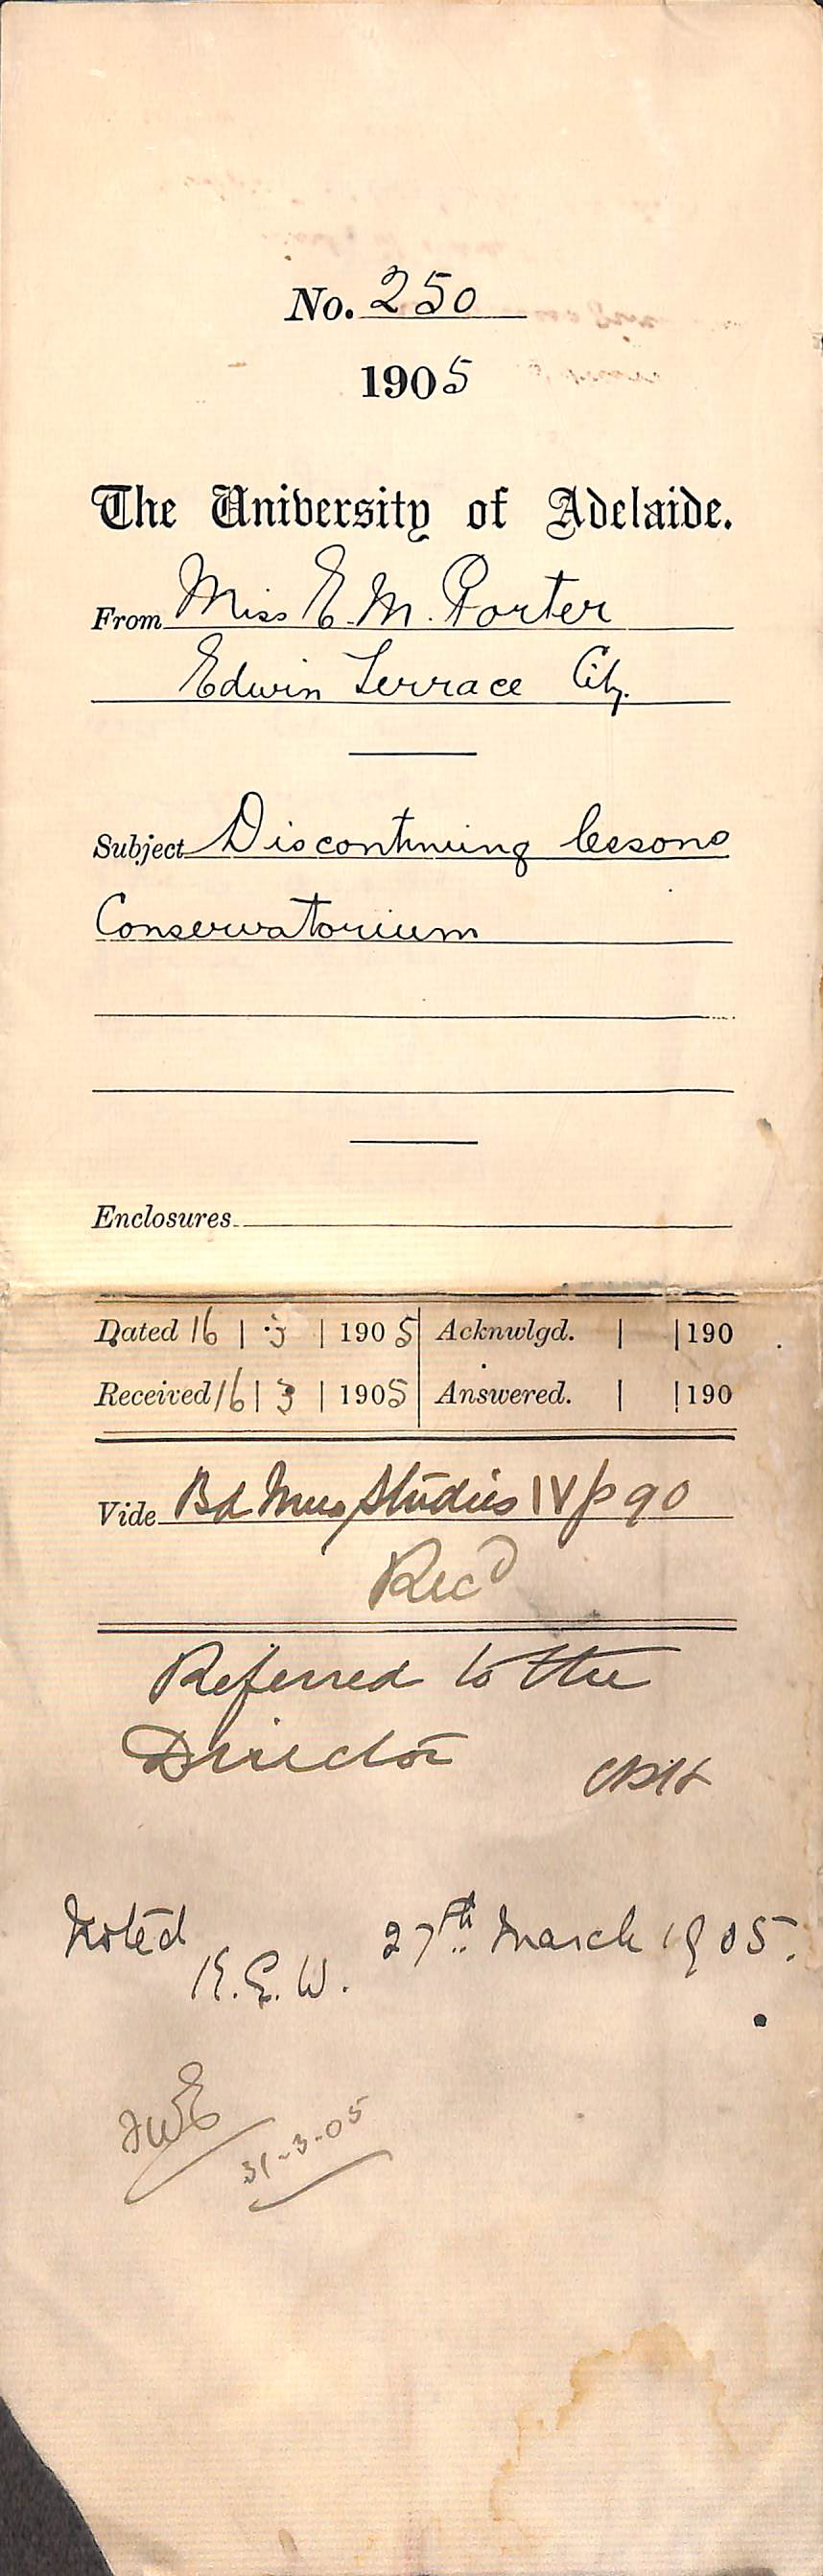 No. 250
1905
The University of Adelaide.
From Miss E. M. Porter
Edwin Terrace City.
Subject Discontinuing lessons
Conservatorium
Enclosures
Dated 16 | 3 | 1905 Acknwlgd. | | 190
Received 16 | 3 | 1905 Answered. | | 190
Vide Bd Mus Studies IV p 90
Recd
Referred to the
Director CRH
Noted 27th March 1905.
K.E.W.
31-3-05